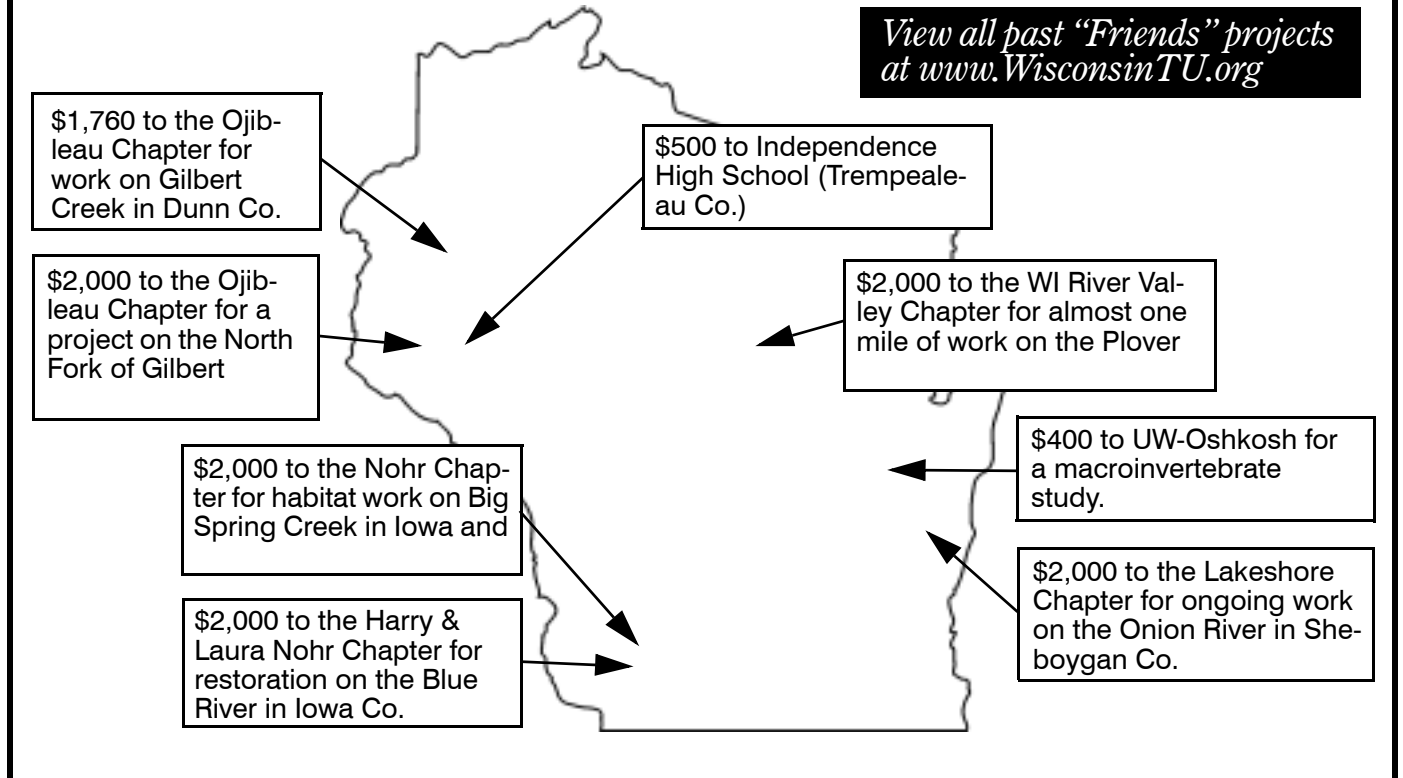 View all past “Friends” projects
at www.WisconsinTU.org
$1,760 to the Ojib-
leau Chapter for
work on Gilbert
Creek in Dunn Co.
$500 to Independence
High School (Trempeale-
au Co.)
$2,000 to the Ojib-
leau Chapter for a
project on the North
Fork of Gilbert
$2,000 to the WI River Val-
ley Chapter for almost one
mile of work on the Plover
$400 to UW-Oshkosh for
a macroinvertebrate
study.
$2,000 to the Nohr Chap-
ter for habitat work on Big
Spring Creek in Iowa and
$2,000 to the Lakeshore
Chapter for ongoing work
on the Onion River in She-
boygan Co.
$2,000 to the Harry &
Laura Nohr Chapter for
restoration on the Blue
River in Iowa Co.